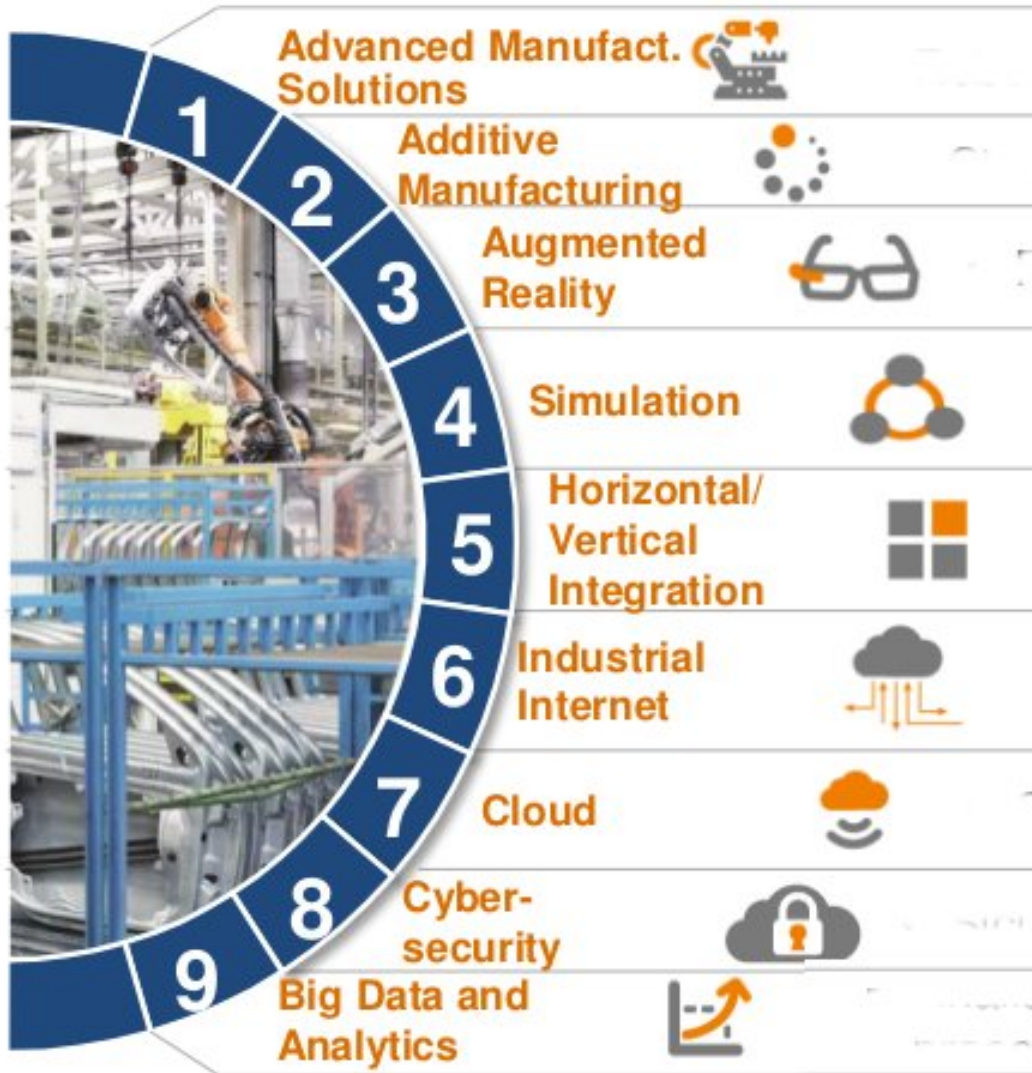 Advanced Manufact.
Solutions
1
Additive
Manufacturing
2
Augmented
Reality
3
Simulation
4
Horizontal/
Vertical
Integration
5
Industrial
Internet
6
Cloud
7
Cyber-
security
8
Big Data and
Analytics
9